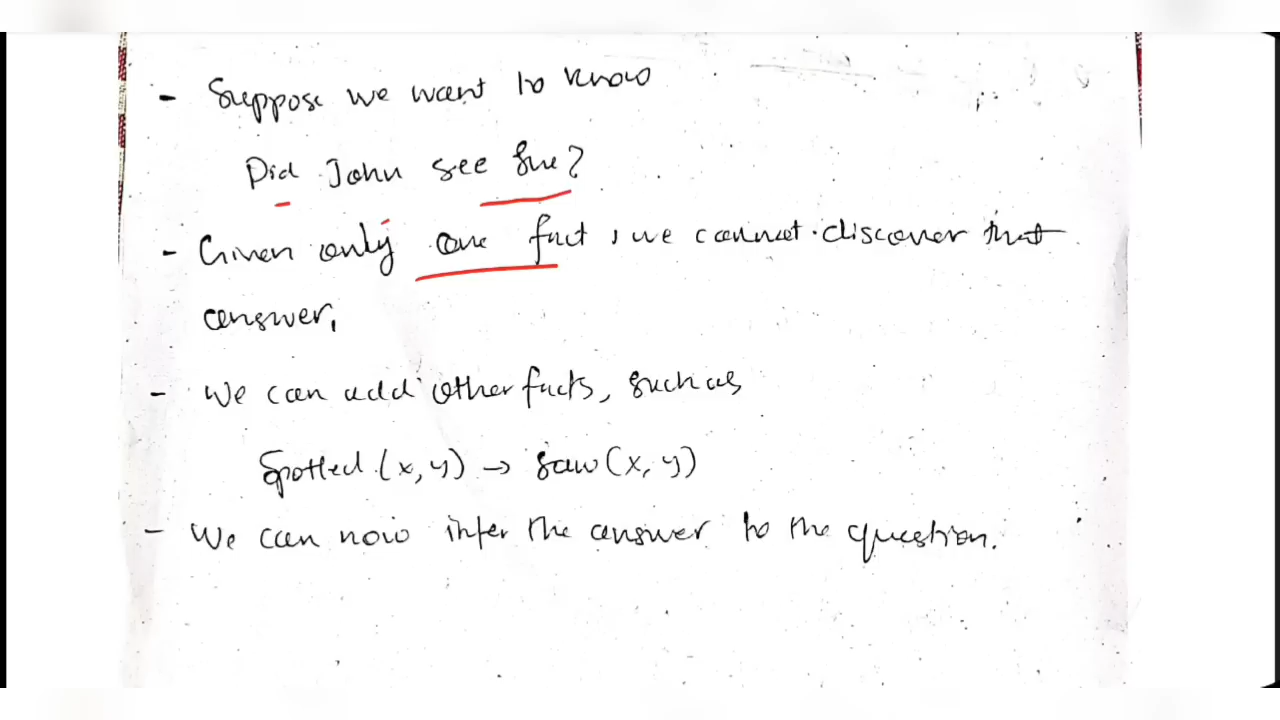 - Suppose we want to know
Did John see Sue?
- Given only one fact, we cannot discover that
answer,
- We can add other facts, such as
Spotted (x, y) → Saw (x, y)
- We can now infer the answer to the question.